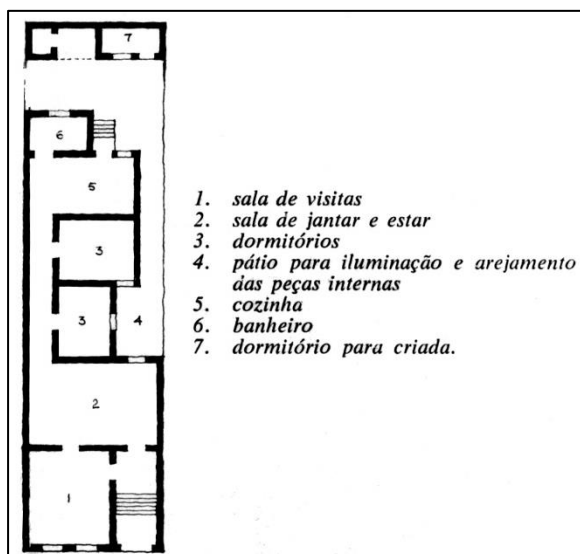 7
6
5
3
3
4
2
1
1. sala de visitas
2. sala de jantar e estar
3. dormitórios
4. pátio para iluminação e arejamento
das peças internas
5. cozinha
6. banheiro
7. dormitório para criada.